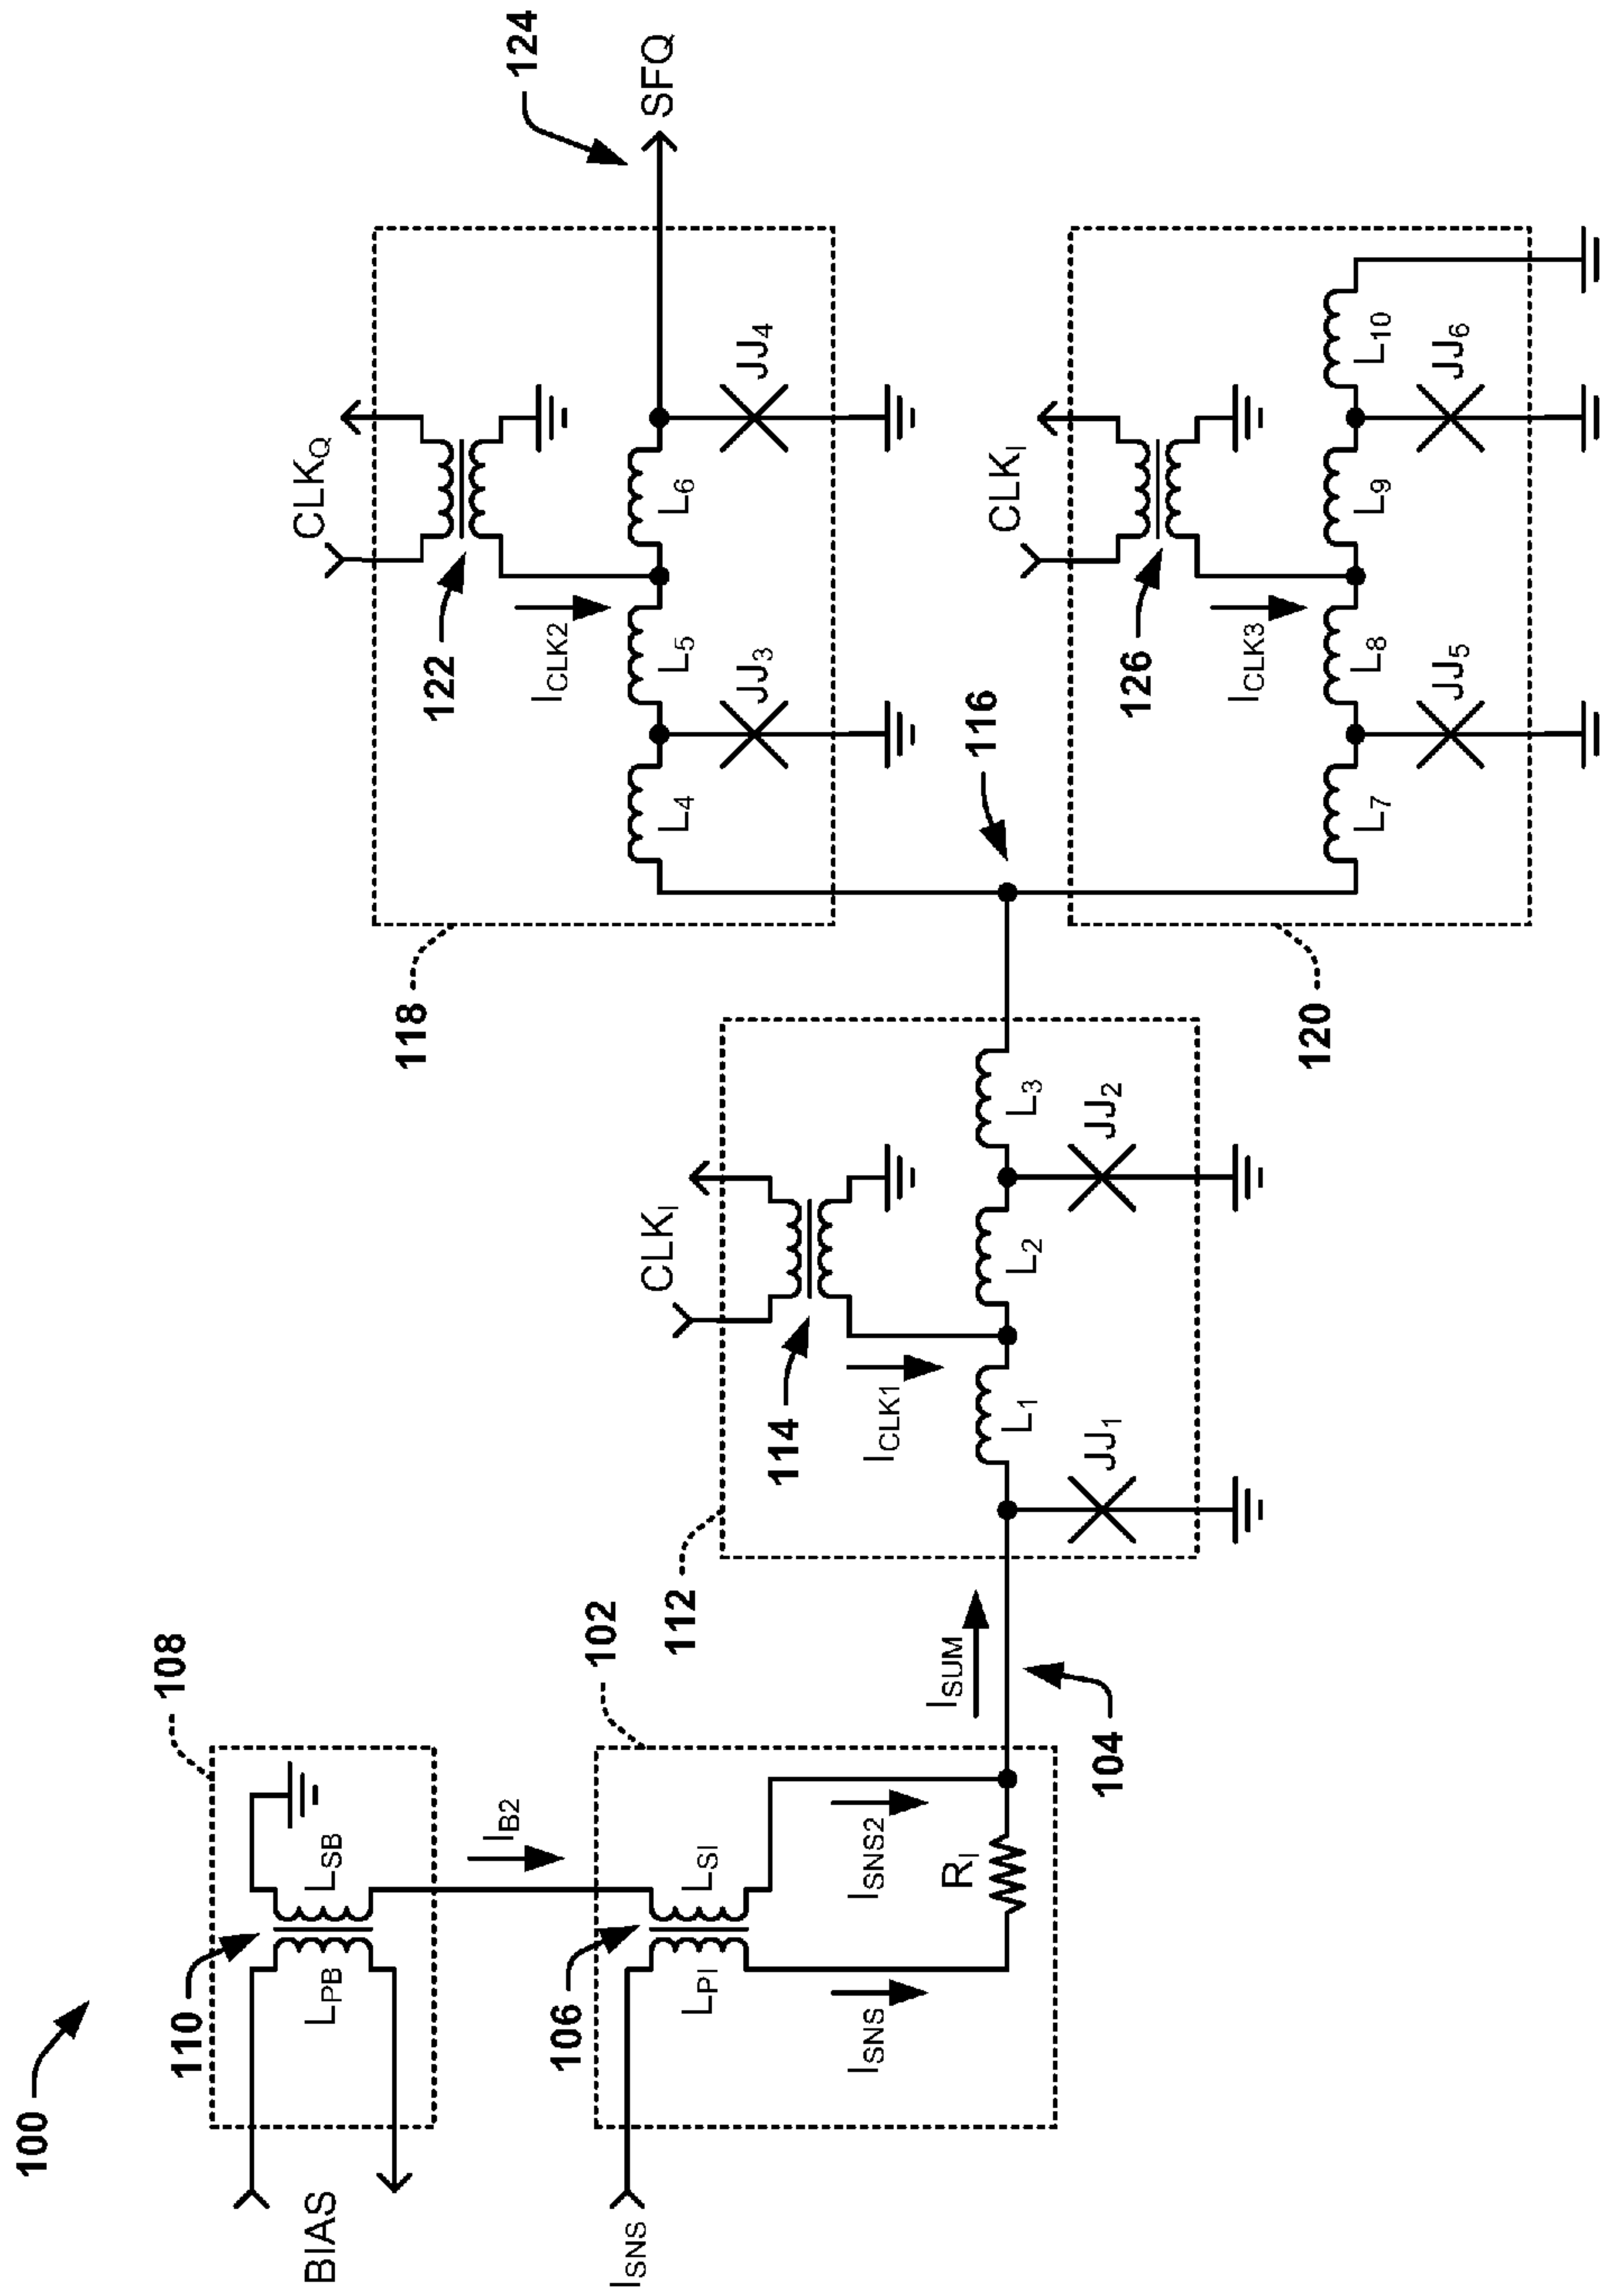 100
BIAS
110
108
L_PB
L_SB
I_B2
I_SNS
106
102
L_PI
L_SI
I_SNS
I_SNS2
R_I
I_SUM
104
112
CLK_I
114
I_CLK1
L_1
L_2
L_3
JJ_1
JJ_2
116
118
CLK_Q
122
I_CLK2
L_4
L_5
L_6
JJ_3
JJ_4
124
SFQ
120
CLK_I
126
I_CLK3
L_7
L_8
L_9
L_10
JJ_5
JJ_6